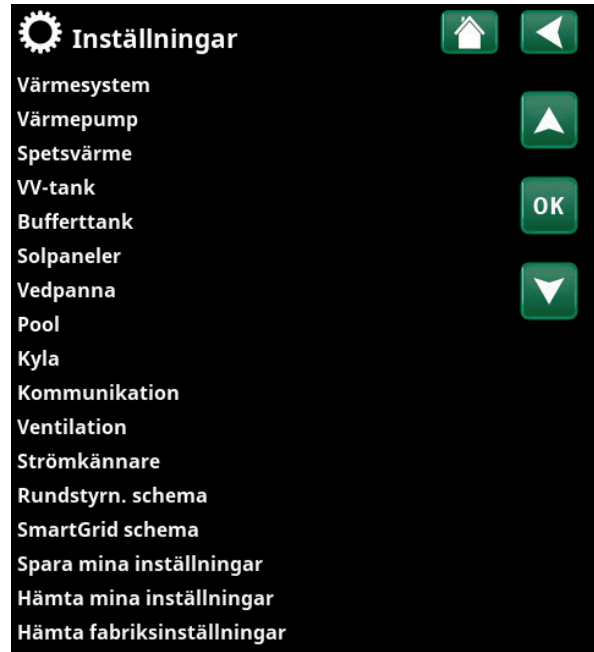 Inställningar
Värmesystem
Värmepump
Spetsvärme
VV-tank
OK
Bufferttank
Solpaneler
Vedpanna
Pool
Kyla
Kommunikation
Ventilation
Strömkännare
Rundstyrn. schema
SmartGrid schema
Spara mina inställningar
Hämta mina inställningar
Hämta fabriksinställningar